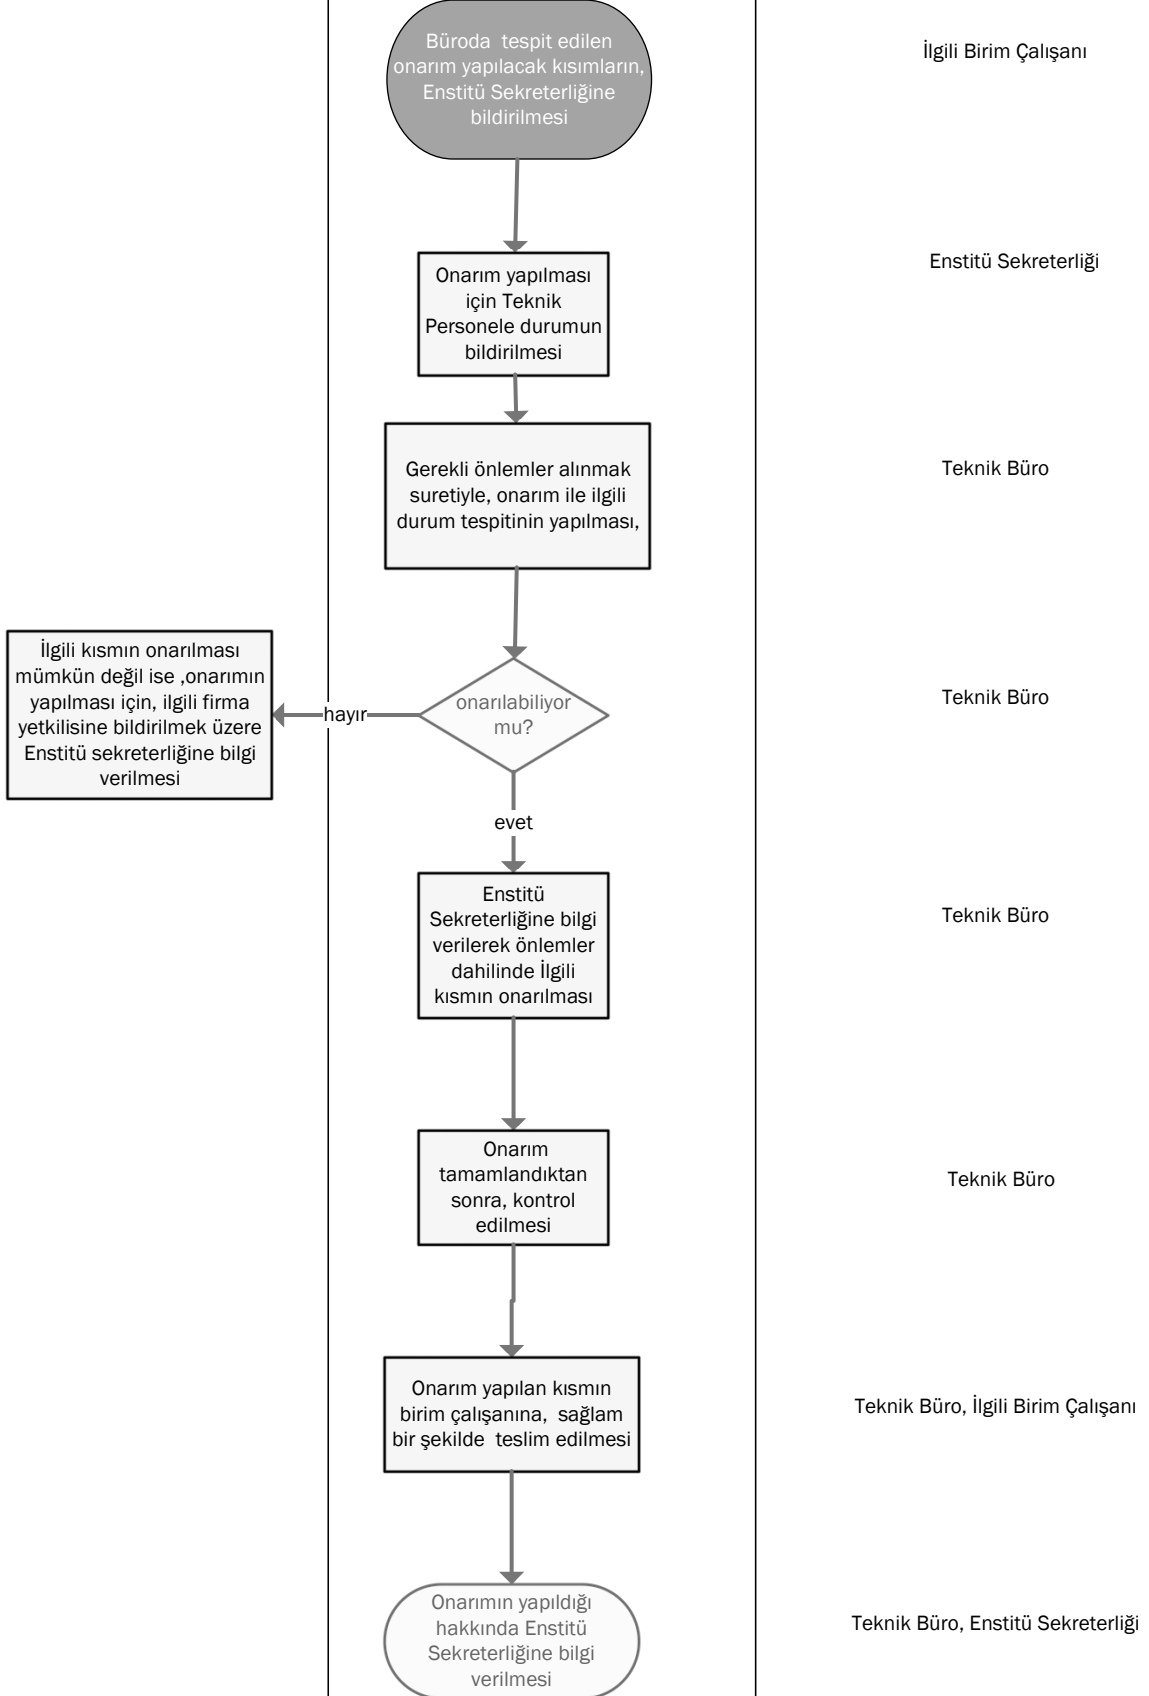 Büroda tespit edilen
onarım yapılacak kısımların,
Enstitü Sekreterliğine
bildirilmesi
İlgili Birim Çalışanı
Onarım yapılması
için Teknik
Personele durumun
bildirilmesi
Enstitü Sekreterliği
Gerekli önlemler alınmak
suretiyle, onarım ile ilgili
durum tespitinin yapılması,
Teknik Büro
İlgili kısmın onarılması
mümkün değil ise ,onarımın
yapılması için, ilgili firma
yetkilisine bildirilmek üzere
Enstitü sekreterliğine bilgi
verilmesi
hayır
onarılabiliyor
mu?
Teknik Büro
evet
Enstitü
Sekreterliğine bilgi
verilerek önlemler
dahilinde İlgili
kısmın onarılması
Teknik Büro
Onarım
tamamlandıktan
sonra, kontrol
edilmesi
Teknik Büro
Onarım yapılan kısmın
birim çalışanına, sağlam
bir şekilde teslim edilmesi
Teknik Büro, İlgili Birim Çalışanı
Onarımın yapıldığı
hakkında Enstitü
Sekreterliğine bilgi
verilmesi
Teknik Büro, Enstitü Sekreterliği